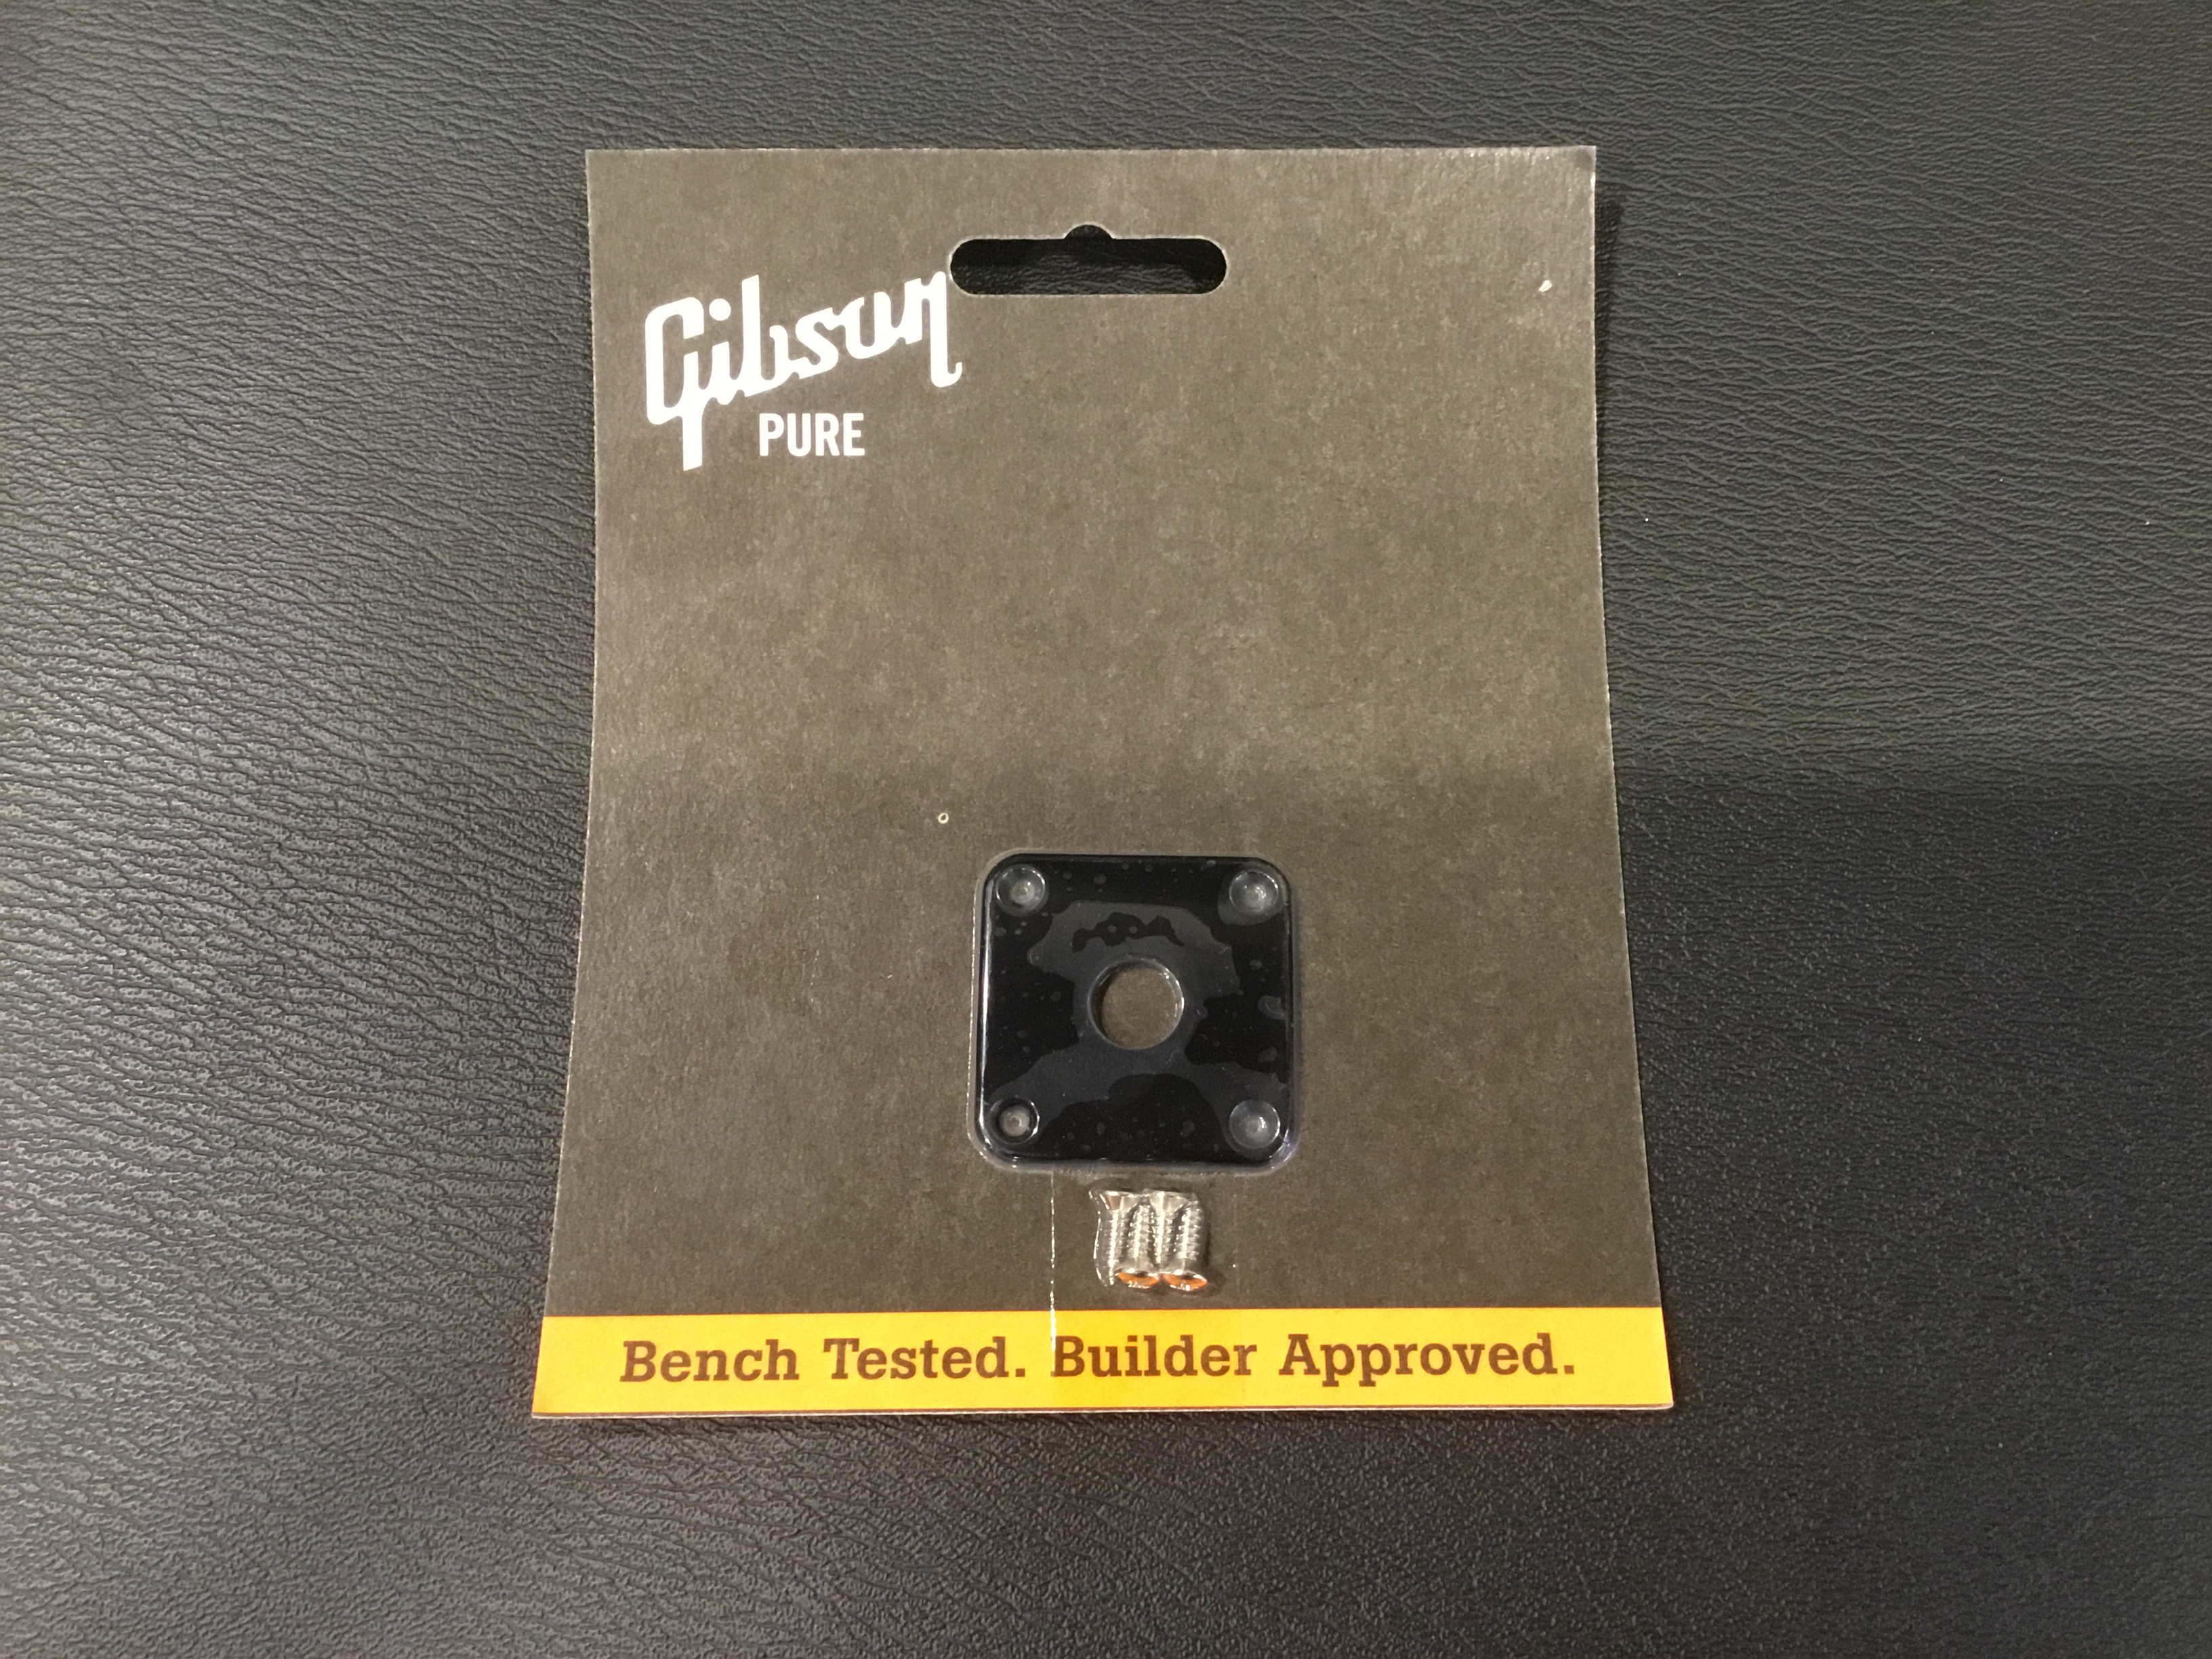 Gibson
PURE
Bench Tested. Builder Approved.